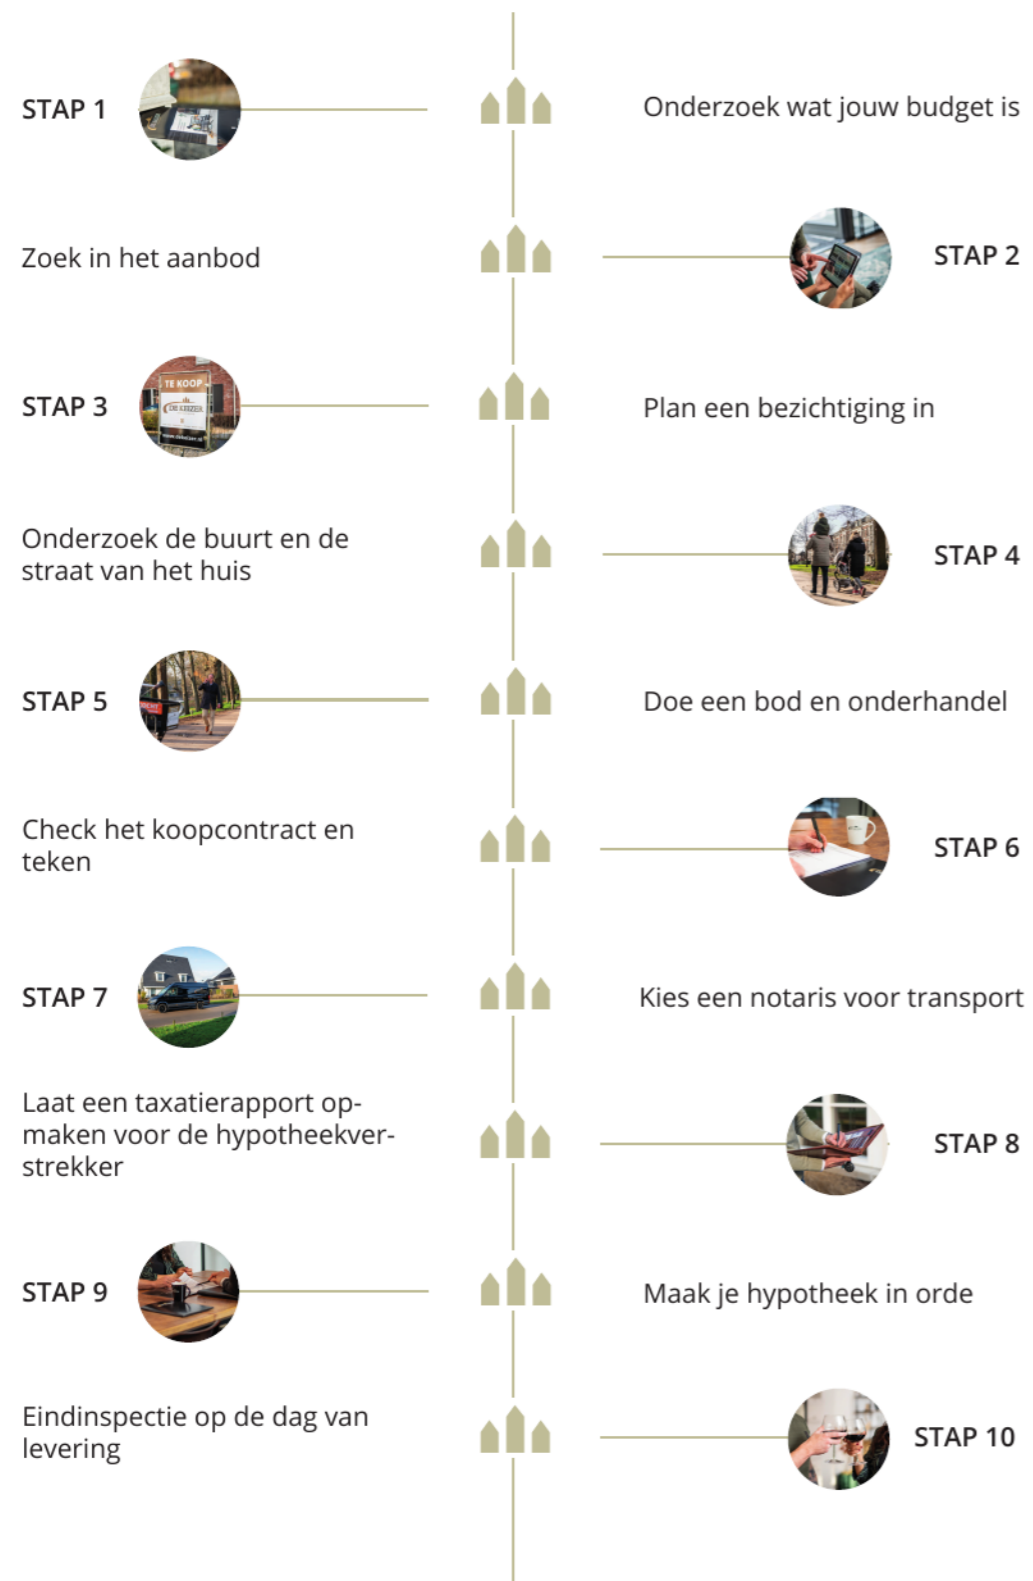 STAP 1
Onderzoek wat jouw budget is
Zoek in het aanbod
STAP 2
STAP 3
TE KOOP
DE KEIZER
Plan een bezichtiging in
Onderzoek de buurt en de
straat van het huis
STAP 4
STAP 5
Doe een bod en onderhandel
Check het koopcontract en
teken
STAP 6
STAP 7
Kies een notaris voor transport
Laat een taxatierapport op-
maken voor de hypotheekver-
strekker
STAP 8
STAP 9
Maak je hypotheek in orde
Eindinspectie op de dag van
levering
STAP 10